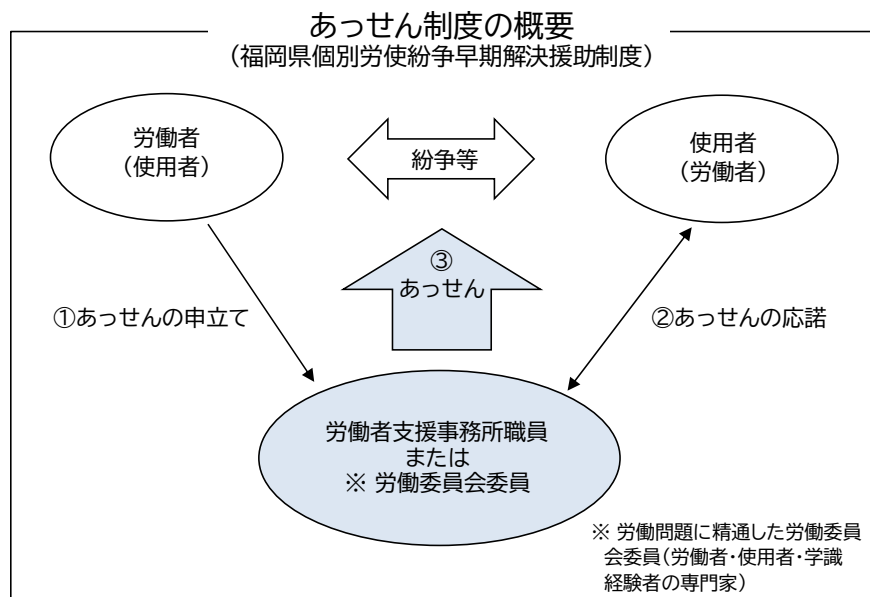 あっせん制度の概要
（福岡県個別労使紛争早期解決援助制度）
労働者
（使用者）
紛争等
使用者
（労働者）
③
あっせん
①あっせんの申立て
②あっせんの応諾
労働者支援事務所職員
または
※ 労働委員会委員
※ 労働問題に精通した労働委員
会委員（労働者・使用者・学識
経験者の専門家）